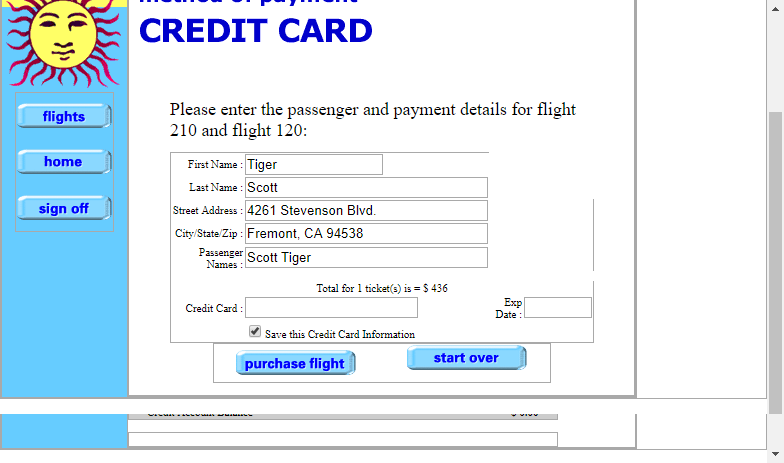 method of payment
CREDIT CARD
flights
home
sign off
Please enter the passenger and payment details for flight
210 and flight 120:
First Name : Tiger
Last Name : Scott
Street Address : 4261 Stevenson Blvd.
City/State/Zip : Fremont, CA 94538
Passenger
Names : Scott Tiger
Total for 1 ticket(s) is = $ 436
Credit Card :
Exp
Date :
Save this Credit Card Information
purchase flight
start over
Credit Account Balance